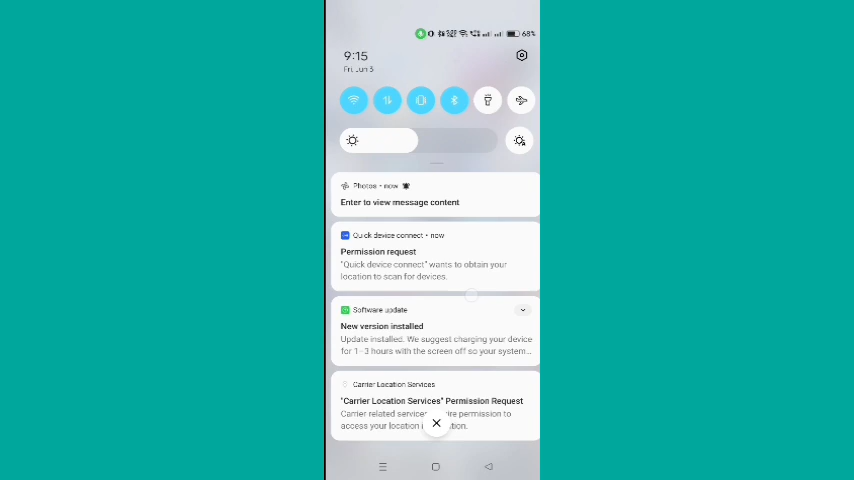 68%
9:15
Fri, Jun 3
Photos • now
Enter to view message content
Quick device connect • now
Permission request
"Quick device connect" wants to obtain your
location to scan for devices.
Software update
New version installed
Update installed. We suggest charging your device
for 1–3 hours with the screen off so your system...
Carrier Location Services
"Carrier Location Services" Permission Request
Carrier related services permission to
access your location